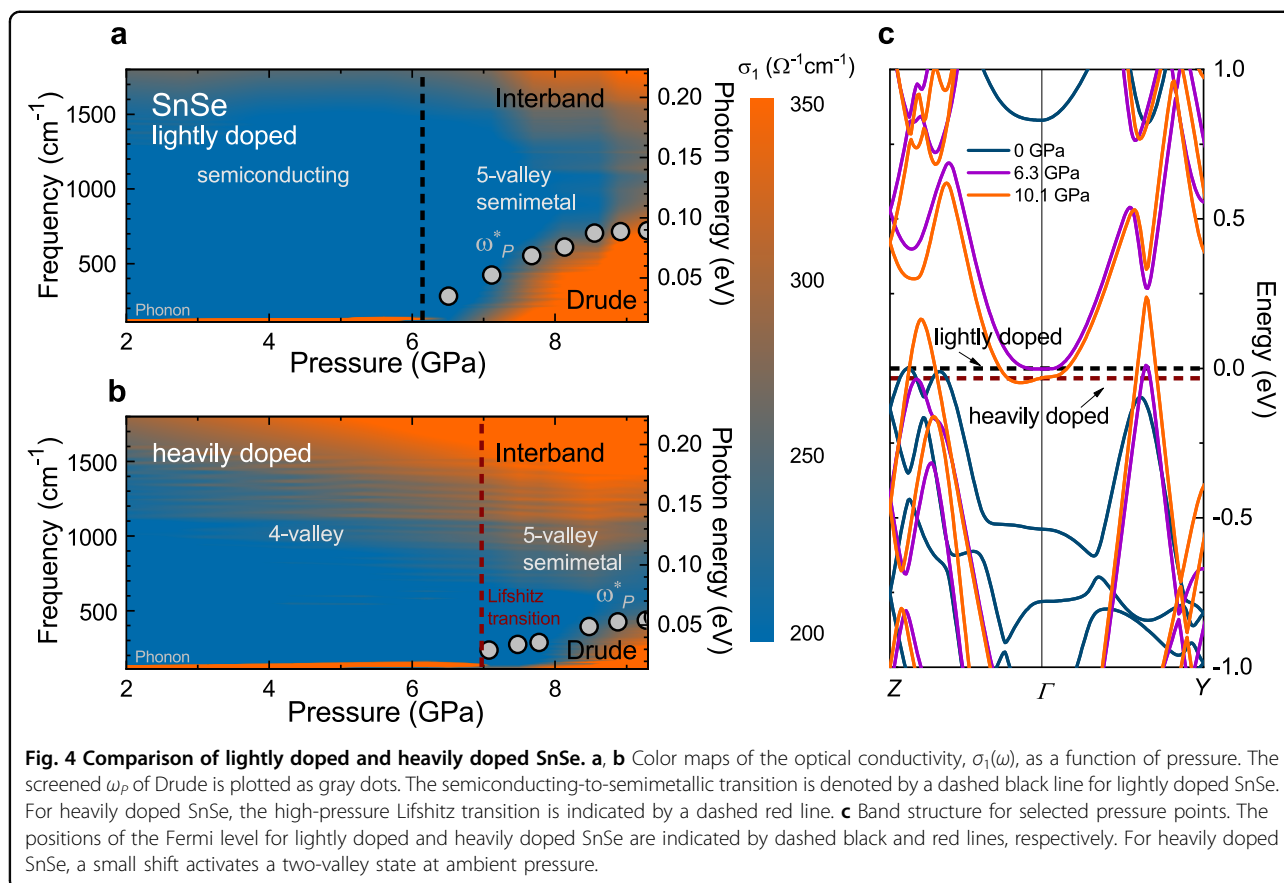 a
SnSe
lightly doped
semiconducting
5-valley
semimetal
Interband
ω*P
Drude
Phonon
Frequency (cm⁻¹)
1500
1000
500
2
4
6
8
Pressure (GPa)
0.20
0.15
0.10
0.05
Photon energy (eV)
σ₁ (Ω⁻¹cm⁻¹)
350
300
250
200
b
heavily doped
4-valley
Interband
5-valley
semimetal
ω*P
Lifshitz
transition
Drude
Phonon
Frequency (cm⁻¹)
1500
1000
500
2
4
6
8
Pressure (GPa)
0.20
0.15
0.10
0.05
Photon energy (eV)
c
0 GPa
6.3 GPa
10.1 GPa
lightly doped
heavily doped
1.0
0.5
0.0
-0.5
-1.0
Energy (eV)
Z
Γ
Y
Fig. 4 Comparison of lightly doped and heavily doped SnSe. a, b Color maps of the optical conductivity, σ₁(ω), as a function of pressure. The
screened ωP of Drude is plotted as gray dots. The semiconducting-to-semimetallic transition is denoted by a dashed black line for lightly doped SnSe.
For heavily doped SnSe, the high-pressure Lifshitz transition is indicated by a dashed red line. c Band structure for selected pressure points. The
positions of the Fermi level for lightly doped and heavily doped SnSe are indicated by dashed black and red lines, respectively. For heavily doped
SnSe, a small shift activates a two-valley state at ambient pressure.